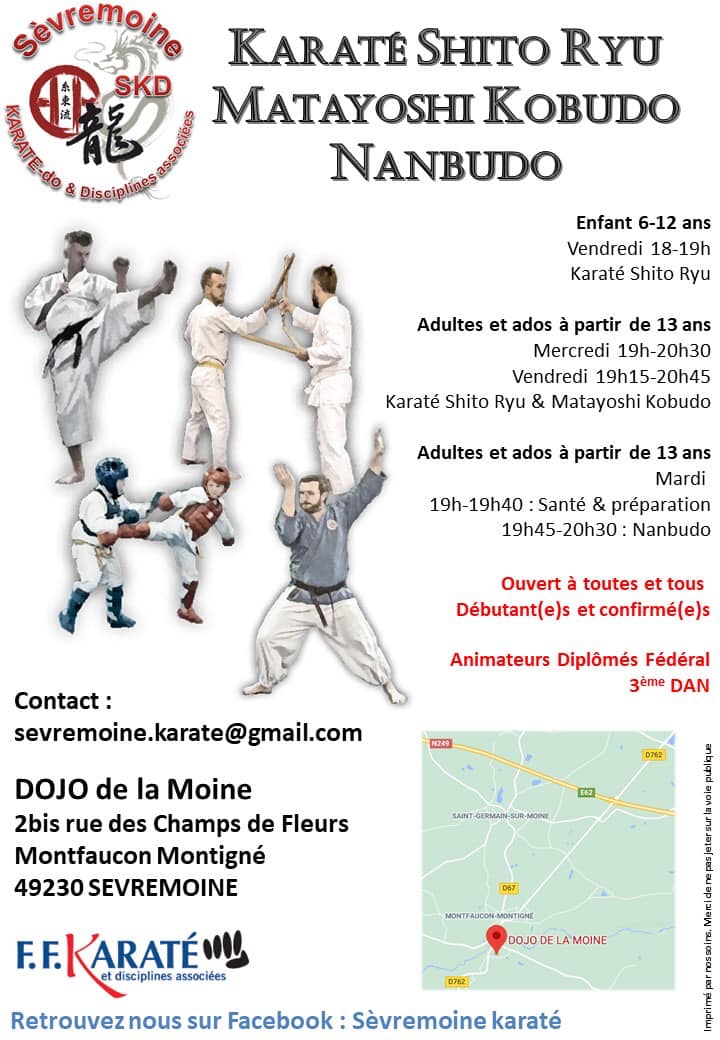 Sèvremoine
SKD
糸東流
龍
KARATE-do & Disciplines associées
KARATÉ SHITO RYU
MATAYOSHI KOBUDO
NANBUDO
Enfant 6-12 ans
Vendredi 18-19h
Karaté Shito Ryu
Adultes et ados à partir de 13 ans
Mercredi 19h-20h30
Vendredi 19h15-20h45
Karaté Shito Ryu & Matayoshi Kobudo
Adultes et ados à partir de 13 ans
Mardi
19h-19h40 : Santé & préparation
19h45-20h30 : Nanbudo
Ouvert à toutes et tous
Débutant(e)s et confirmé(e)s
Animateurs Diplômés Fédéral
3ème DAN
Contact :
sevremoine.karate@gmail.com
DOJO de la Moine
2bis rue des Champs de Fleurs
Montfaucon Montigné
49230 SEVREMOINE
F.F.KARATÉ
et disciplines associées
N249
D762
E62
SAINT-GERMAIN-SUR-MOINE
D67
MONTFAUCON-MONTIGNÉ
DOJO DE LA MOINE
D762
Imprimé par nos soins. Merci de ne pas jeter sur la voie publique
Retrouvez nous sur Facebook : Sèvremoine karaté